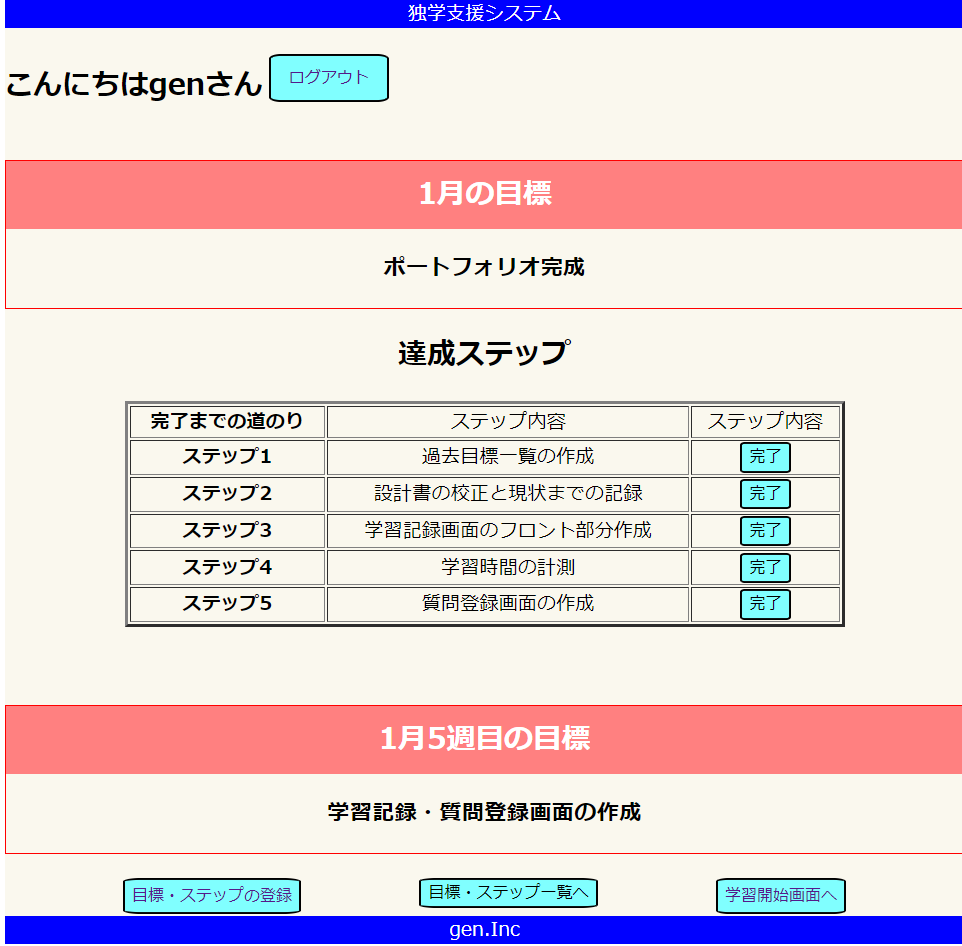 独学支援システム
こんにちはgenさん ログアウト
1月の目標
ポートフォリオ完成
達成ステップ
完了までの道のり ステップ内容 ステップ内容
ステップ1 過去目標一覧の作成 完了
ステップ2 設計書の校正と現状までの記録 完了
ステップ3 学習記録画面のフロント部分作成 完了
ステップ4 学習時間の計測 完了
ステップ5 質問登録画面の作成 完了
1月5週目の目標
学習記録・質問登録画面の作成
目標・ステップの登録 目標・ステップ一覧へ 学習開始画面へ
gen.Inc